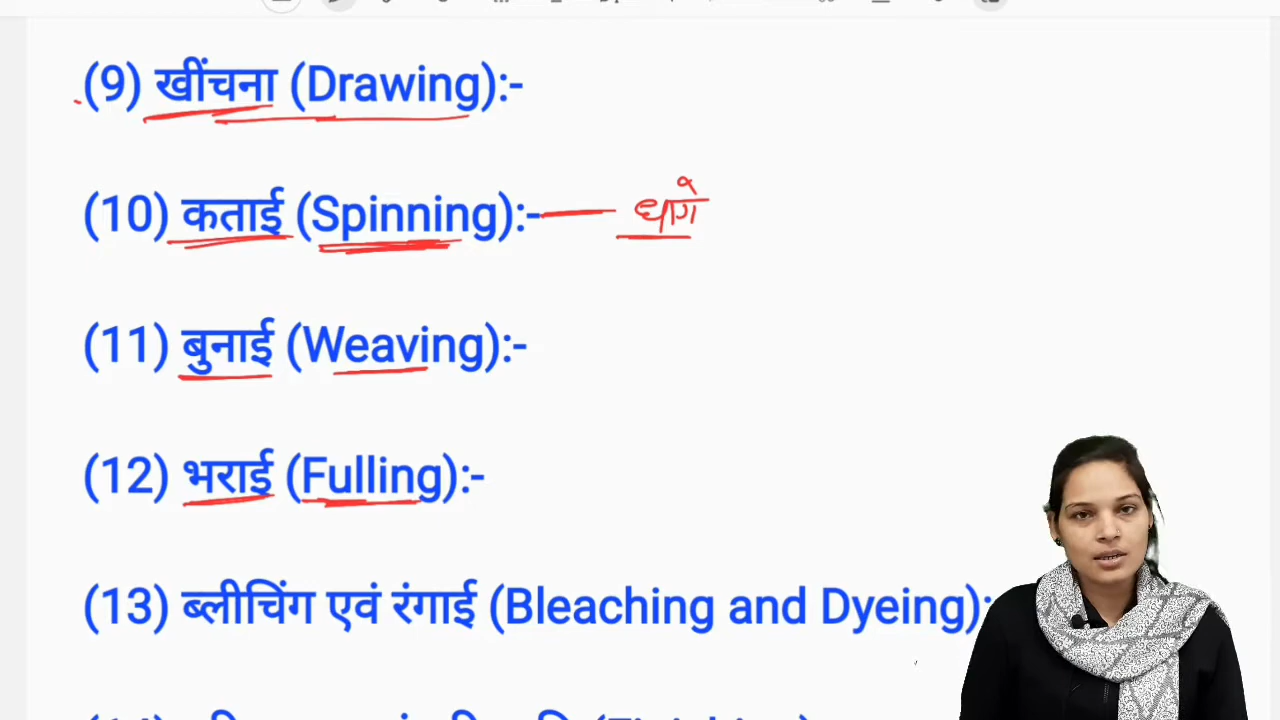 (9) खींचना (Drawing):-
(10) कताई (Spinning):- धागे
(11) बुनाई (Weaving):-
(12) भराई (Fulling):-
(13) ब्लीचिंग एवं रंगाई (Bleaching and Dyeing):